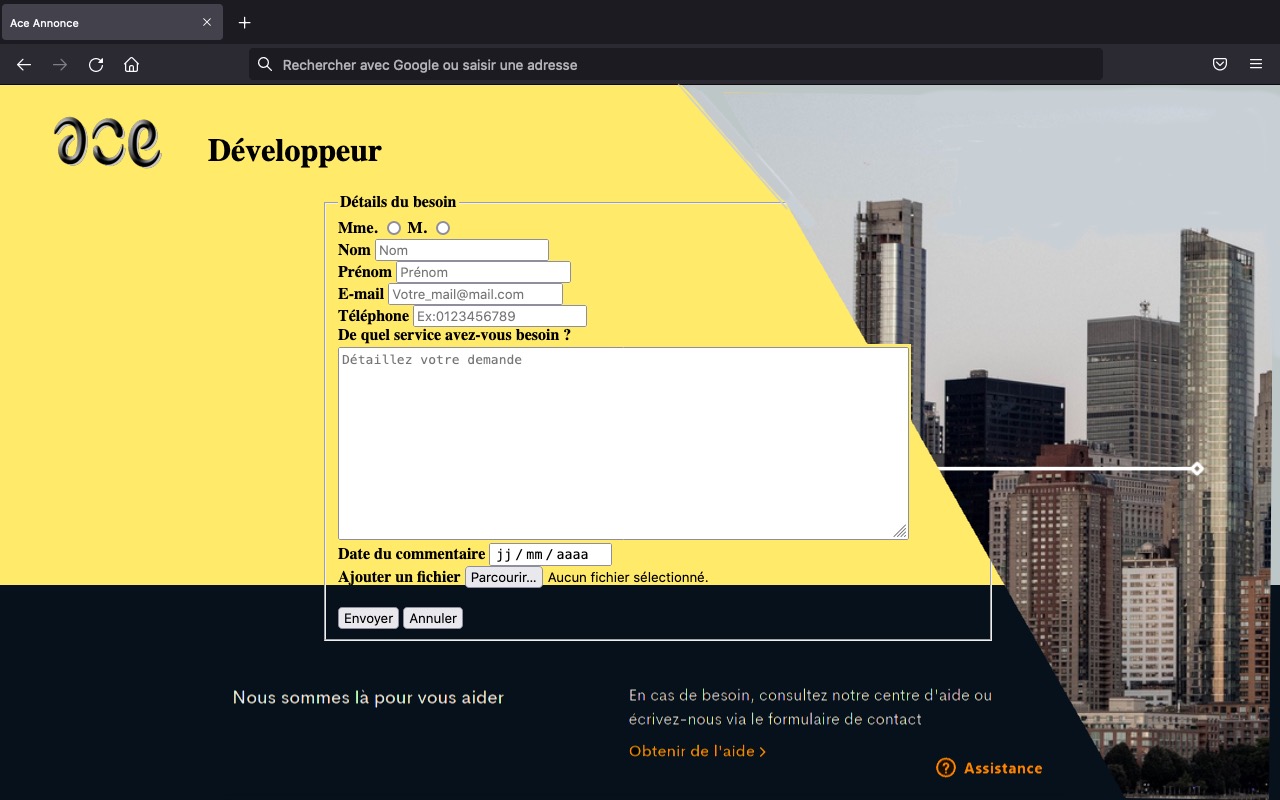 Ace Annonce
Rechercher avec Google ou saisir une adresse
ace
Développeur
Détails du besoin
Mme. M.
Nom Nom
Prénom Prénom
E-mail Votre_mail@mail.com
Téléphone Ex:0123456789
De quel service avez-vous besoin ?
Détaillez votre demande
Date du commentaire jj/mm/aaaa
Ajouter un fichier Parcourir... Aucun fichier sélectionné.
Envoyer Annuler
Nous sommes là pour vous aider
En cas de besoin, consultez notre centre d'aide ou
écrivez-nous via le formulaire de contact
Obtenir de l'aide >
? Assistance